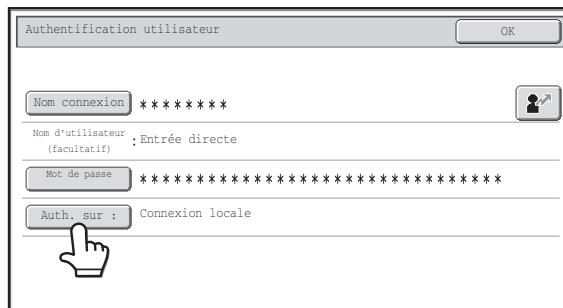 Authentification utilisateur
OK
Nom connexion
********
Nom d'utilisateur
(facultatif)
: Entrée directe
Mot de passe
********************************
Auth. sur :
Connexion locale